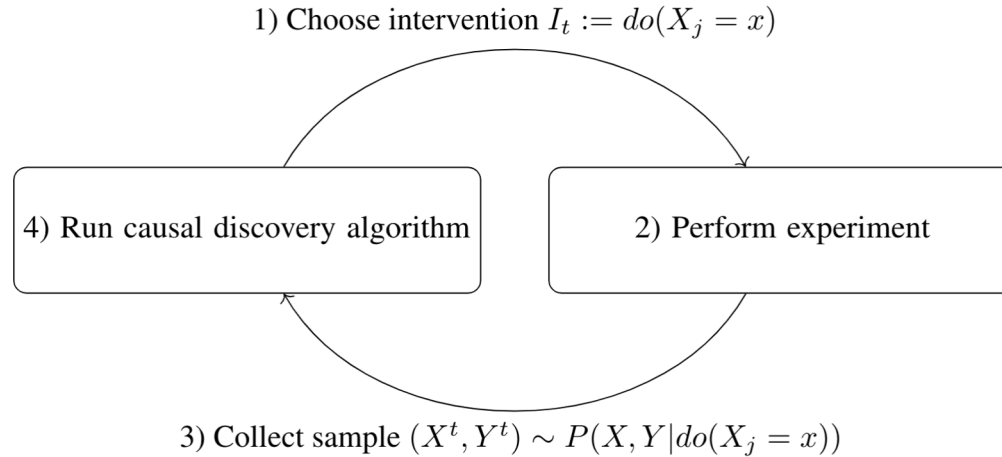 1) Choose intervention $I_t := do(X_j = x)$
4) Run causal discovery algorithm
2) Perform experiment
3) Collect sample $(X^t, Y^t) \sim P(X, Y|do(X_j = x))$